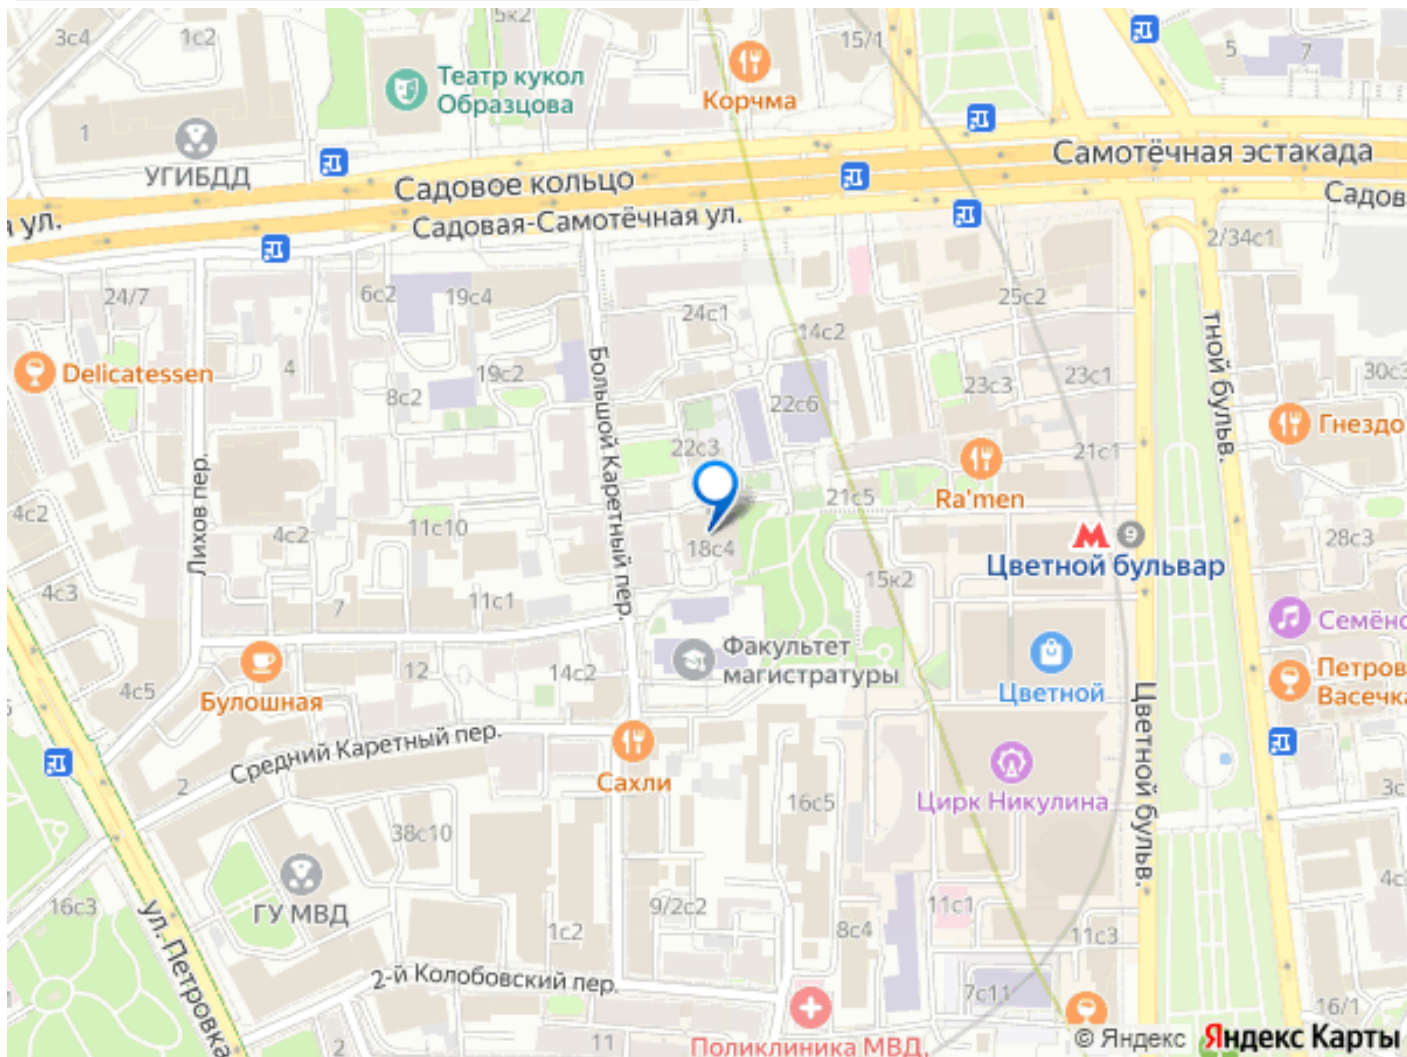 5к2
3с4
1с2
15/1
5
7
Театр кукол
Образцова
Корчма
1
УГИБДД
Самотёчная эстакада
Садовое кольцо
Садов
я ул.
Садовая-Самотёчная ул.
2/34с1
24/7
6с2
19с4
24с1
25с2
14с2
тной бульв.
Delicatessen
4
19с2
8с2
Большой Каретный пер.
22с6
23с3
23с1
30с3
Гнездо
22с3
21с1
Лихов пер.
4с2
4с2
11с10
21с5
Ra'men
18с4
9
28с3
Цветной бульвар
15к2
4с3
7
11с1
Семёно
Факультет
магистратуры
12
14с2
4с5
Булошная
Цветной
Петров
Васечка
Цветной бульв.
Средний Каретный пер.
2
Сахли
Цирк Никулина
16с5
3с
38с10
4с
16с3
ГУ МВД
9/2с2
11с1
ул. Петровка
1с2
8с4
11с3
2-й Колобовский пер.
7с11
16/1
2
11
Поликлиника МВД,
© Яндекс
Яндекс Карты